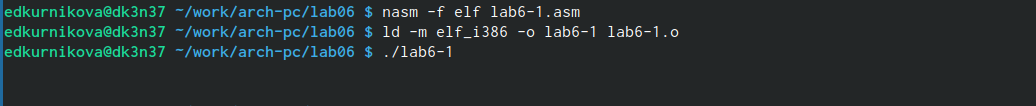 edkurnikova@dk3n37 ~/work/arch-pc/lab06 $ nasm -f elf lab6-1.asm
edkurnikova@dk3n37 ~/work/arch-pc/lab06 $ ld -m elf_i386 -o lab6-1 lab6-1.o
edkurnikova@dk3n37 ~/work/arch-pc/lab06 $ ./lab6-1